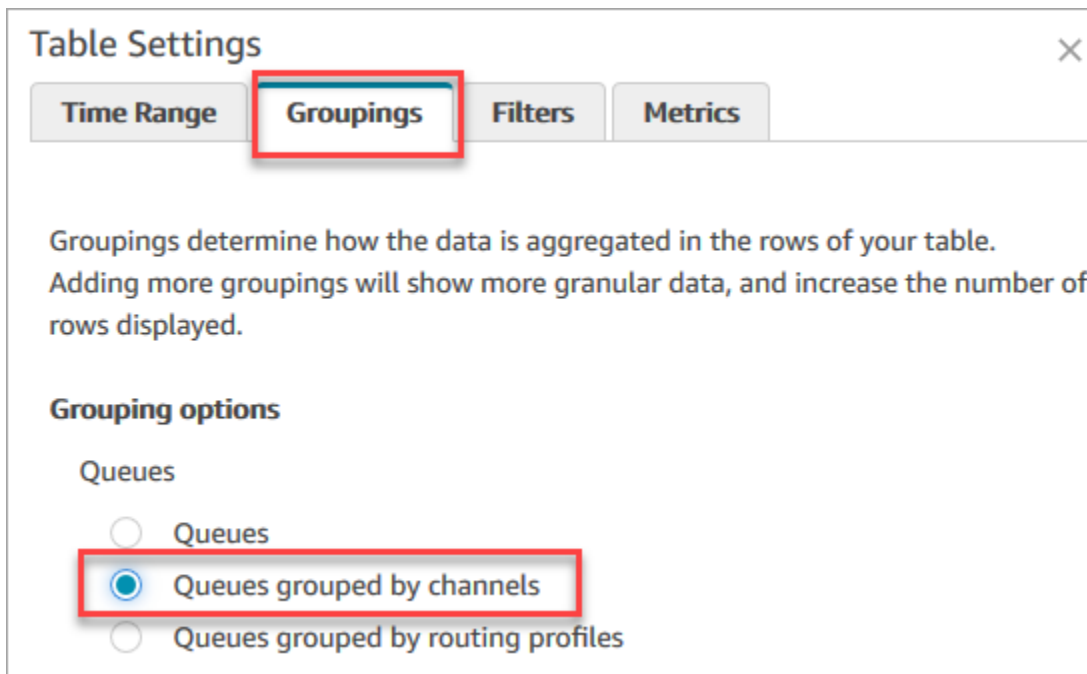 Table Settings
Time Range Groupings Filters Metrics
Groupings determine how the data is aggregated in the rows of your table.
Adding more groupings will show more granular data, and increase the number of
rows displayed.
Grouping options
Queues
Queues
Queues grouped by channels
Queues grouped by routing profiles